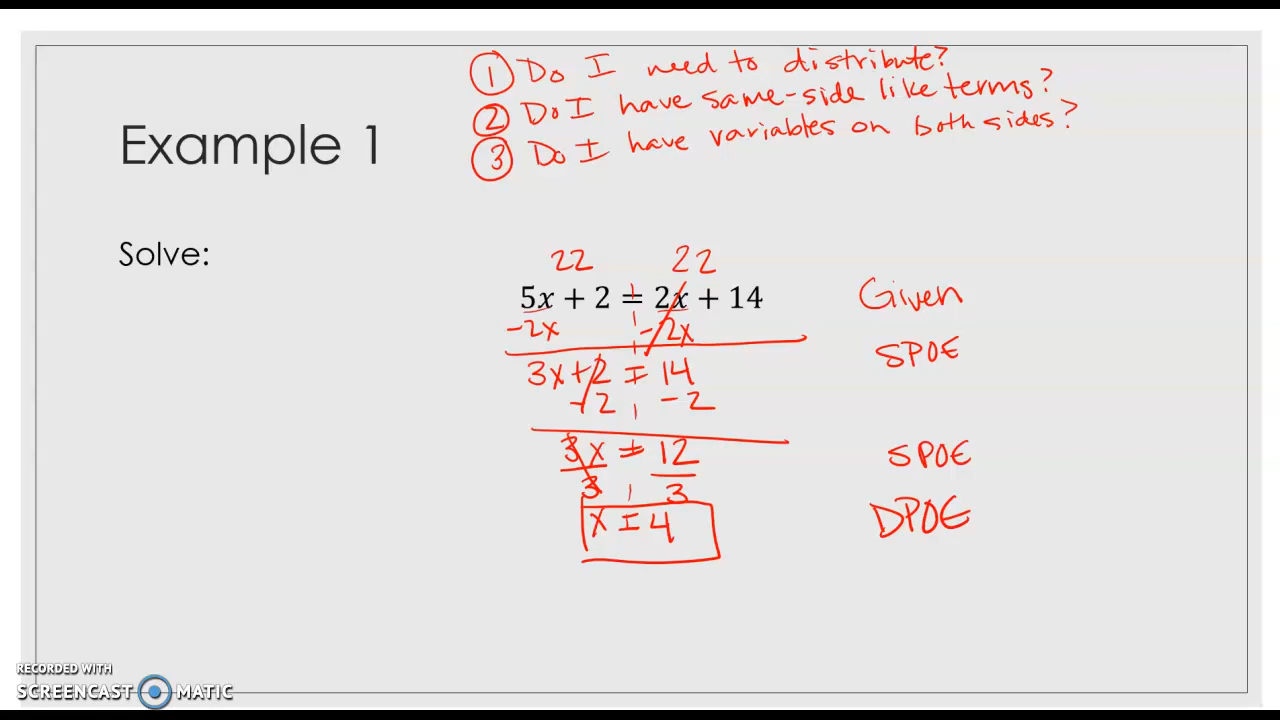 ① Do I need to distribute?
② Do I have same-side like terms?
③ Do I have variables on both sides?
Example 1
Solve:
22 22
5x + 2 = 2x + 14 Given
-2x -2x SPOE
3x+2 = 14
-2 -2
3x = 12 SPOE
3 3
x = 4 DPOE
RECORDED WITH
SCREENCAST MATIC